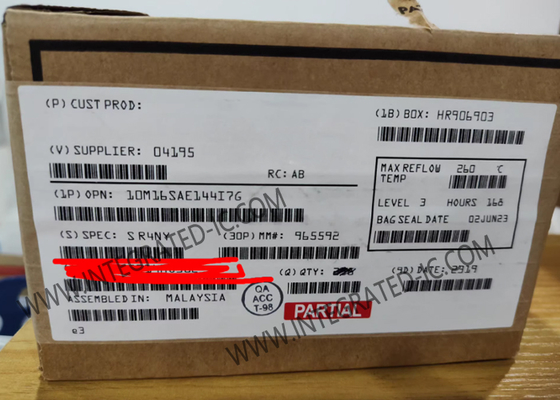 (P) CUST PROD:
(1B) BOX: HR906903
(V) SUPPLIER: 04195
RC: AB
MAX REFLOW TEMP 260 °C
LEVEL 3 HOURS 168
BAG SEAL DATE 02JUN23
(1P) OPN: 10M16SAE144I7G
(S) SPEC: S R4NY
(30P) MM#: 965592
(Q) QTY:
(9D) DATE: 2319
ASSEMBLED IN: MALAYSIA
QA
ACC
T-98
PARTIAL
e3
WWW.INTEGRATED-IC.COM
WWW.INTEGRATED-IC.COM